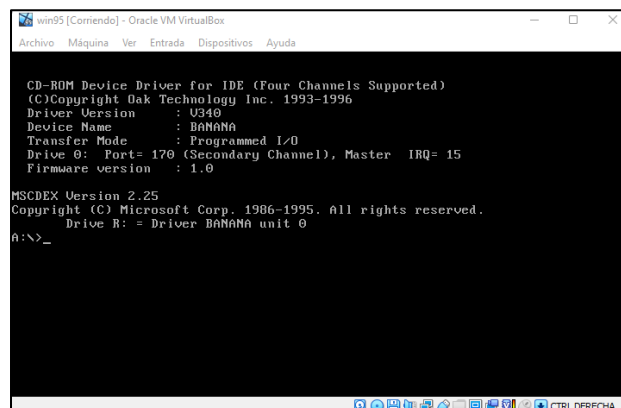 win95 [Corriendo] - Oracle VM VirtualBox
Archivo Máquina Ver Entrada Dispositivos Ayuda
CD-ROM Device Driver for IDE (Four Channels Supported)
(C)Copyright Oak Technology Inc. 1993-1996
Driver Version : V340
Device Name : BANANA
Transfer Mode : Programmed I/O
Drive 0: Port= 170 (Secondary Channel), Master IRQ= 15
Firmware version : 1.0
MSCDEX Version 2.25
Copyright (C) Microsoft Corp. 1986-1995. All rights reserved.
Drive R: = Driver BANANA unit 0
A:\>_
CTRL DERECHA